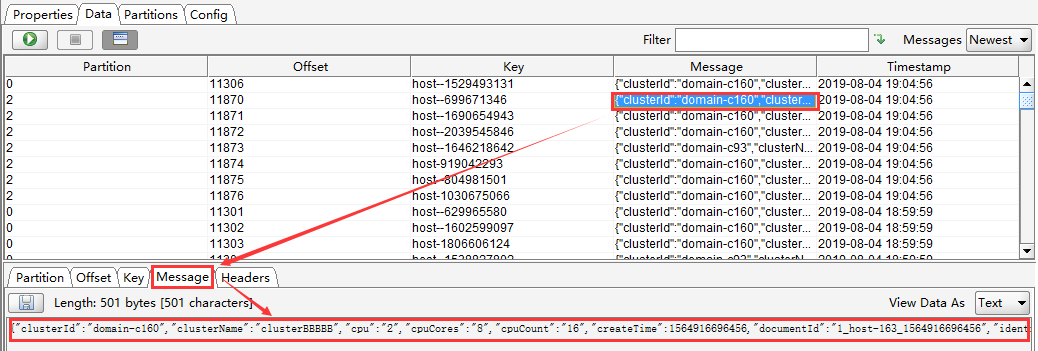 Properties Data Partitions Config
Filter Messages Newest
Partition Offset Key Message Timestamp
0 11306 host--1529493131 {"clusterId":"domain-c160","cluster... 2019-08-04 19:04:56
2 11870 host--699671346 {"clusterId":"domain-c160","cluster... 2019-08-04 19:04:56
2 11871 host--1690654943 {"clusterId":"domain-c160","cluster... 2019-08-04 19:04:56
2 11872 host--2039545846 {"clusterId":"domain-c160","cluster... 2019-08-04 19:04:56
2 11873 host--1646218642 {"clusterId":"domain-c93","clusterN... 2019-08-04 19:04:56
2 11874 host-919042293 {"clusterId":"domain-c160","cluster... 2019-08-04 19:04:56
2 11875 host--804981501 {"clusterId":"domain-c160","cluster... 2019-08-04 19:04:56
2 11876 host-1030675066 {"clusterId":"domain-c160","cluster... 2019-08-04 19:04:56
0 11301 host--629965580 {"clusterId":"domain-c160","cluster... 2019-08-04 18:59:59
0 11302 host--1602599097 {"clusterId":"domain-c160","cluster... 2019-08-04 18:59:59
0 11303 host-1806606124 {"clusterId":"domain-c160","cluster... 2019-08-04 18:59:59
Partition Offset Key Message Headers
Length: 501 bytes [501 characters] View Data As Text
{"clusterId":"domain-c160","clusterName":"clusterBBBBB","cpu":"2","cpuCores":"8","cpuCount":"16","createTime":1564916696456,"documentId":"1_host-163_1564916696456","ident